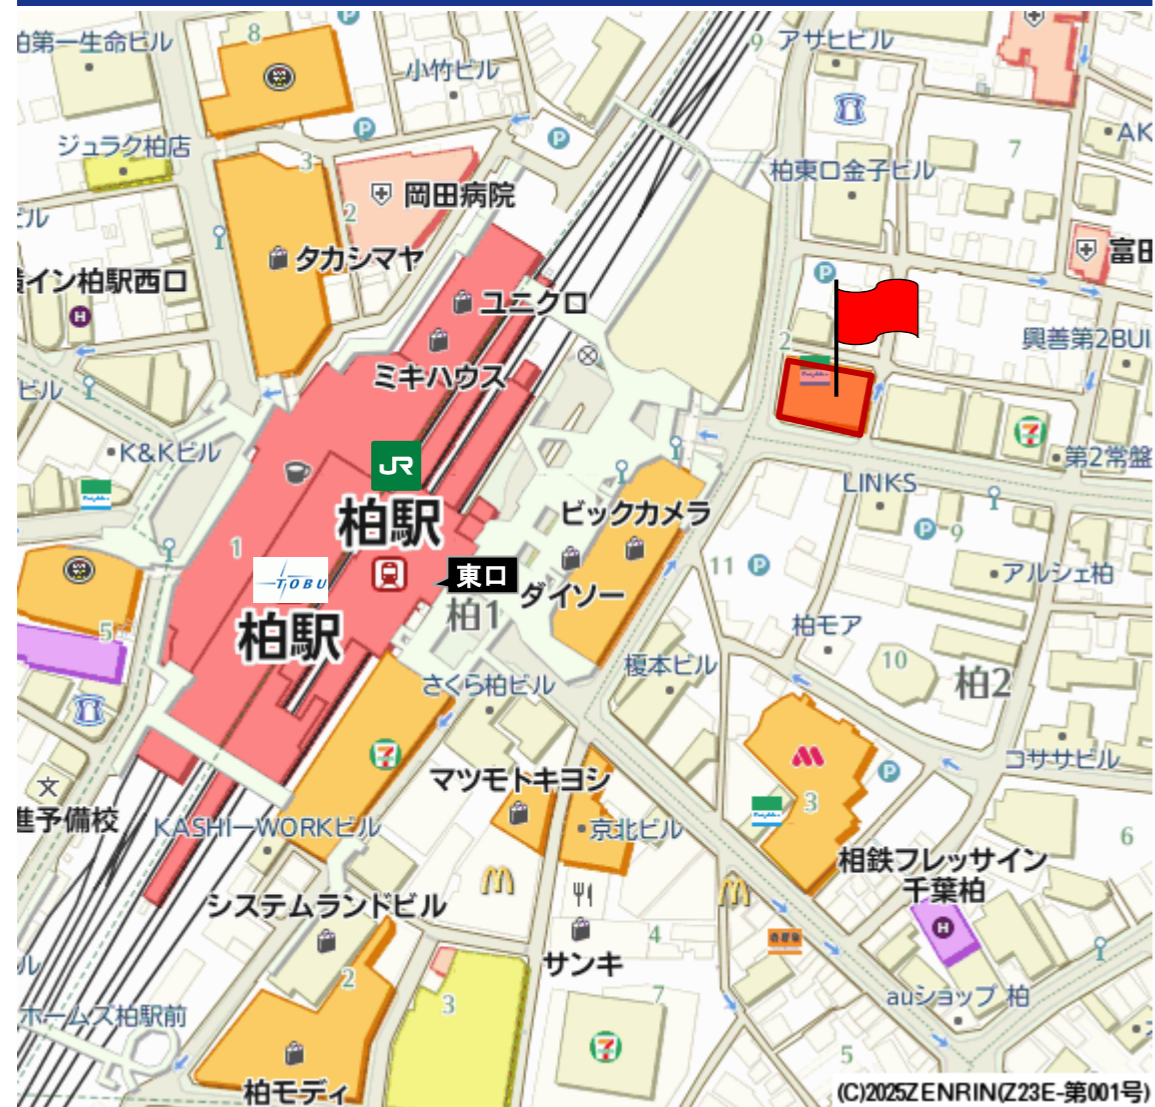 柏第一生命ビル
8
小竹ビル
9
アサヒビル
P
P
P
AK
ジュラク柏店
3
岡田病院
2
柏東口金子ビル
7
ビル
タカシマヤ
富田
P
イン柏駅西口
H
ユニクロ
2
興善第2BUI
ミキハウス
ビル
K&Kビル
JR
柏駅
第2常盤
LINKS
ビックカメラ
P
9
1
TOBU
東口
ダイソー
11
P
アルシェ柏
柏駅
柏1
5
榎本ビル
柏モア
10
柏2
さくら柏ビル
コササビル
P
マツモトキヨシ
進予備校
KASHI-WORKビル
京北ビル
3
6
相鉄フレッサイン
千葉柏
H
システムランドビル
4
サンキ
ル
2
3
7
auショップ 柏
ホームズ柏駅前
5
柏モディ
(C)2025ZENRIN(Z23E-第001号)